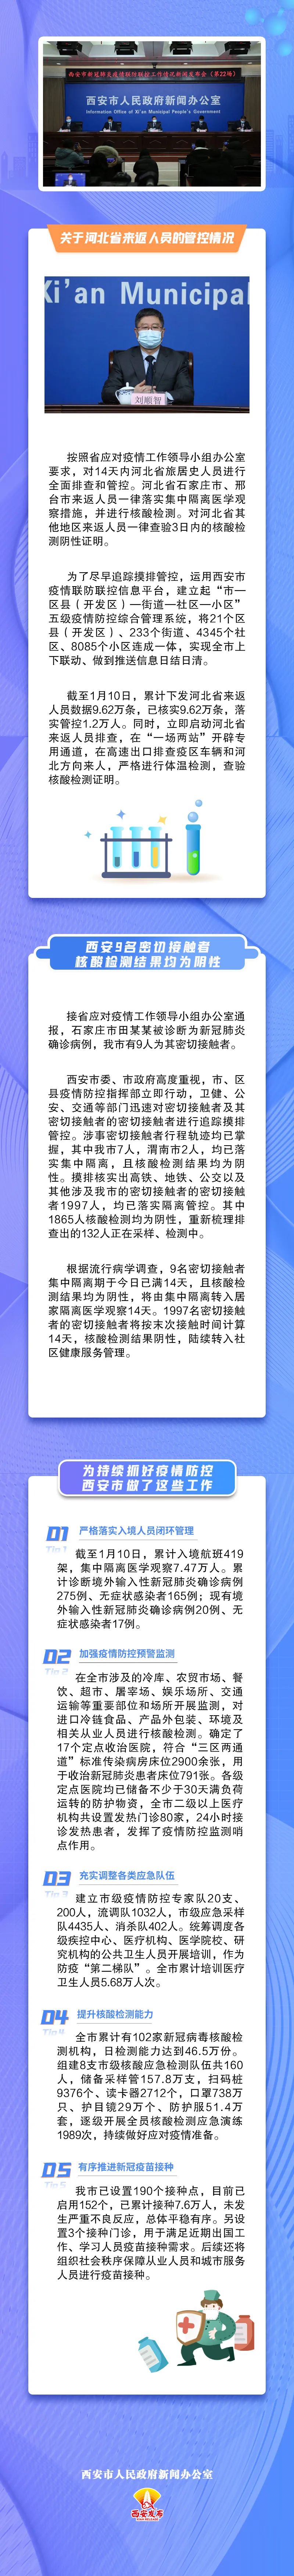 西安市新冠肺炎疫情联防联控工作情况新闻发布会（第22场）
西安市人民政府新闻办公室
Information Office of Xi'an Municipal People's Government
关于河北省来返人员的管控情况
Xi'an Municipal
刘顺智
按照省应对疫情工作领导小组办公室
要求，对14天内河北省旅居史人员进行
全面排查和管控。河北省石家庄市、邢
台市来返人员一律落实集中隔离医学观
察措施，并进行核酸检测。对河北省其
他地区来返人员一律查验3日内的核酸检
测阴性证明。
为了尽早追踪摸排管控，运用西安市
疫情联防联控信息平台，建立起“市—
区县（开发区）—街道—社区—小区”
五级疫情防控综合管理系统，将21个区
县（开发区）、233个街道、4345个社
区、8085个小区连成一体，实现全市上
下联动、做到推送信息日结日清。
截至1月10日，累计下发河北省来返
人员数据9.62万条，已核实9.62万条，落
实管控1.2万人。同时，立即启动河北省
来返人员排查，在“一场两站”开辟专
用通道，在高速出口排查疫区车辆和河
北方向来人，严格进行体温检测，查验
核酸检测证明。
西安9名密切接触者
核酸检测结果均为阴性
接省应对疫情工作领导小组办公室通
报，石家庄市田某某被诊断为新冠肺炎
确诊病例，我市有9人为其密切接触者。
西安市委、市政府高度重视，市、区
县疫情防控指挥部立即行动，卫健、公
安、交通等部门迅速对密切接触者及其
密切接触者的密切接触者进行追踪摸排
管控。涉事密切接触者行程轨迹均已掌
握，其中我市7人，渭南市2人，均已落
实集中隔离，且核酸检测结果均为阴
性。摸排核实出高铁、地铁、公交以及
其他涉及我市的密切接触者的密切接触
者1997人，均已落实隔离管控。其中
1865人核酸检测均为阴性，重新梳理排
查出的132人正在采样、检测中。
根据流行病学调查，9名密切接触者
集中隔离期于今日已满14天，且核酸检
测结果均为阴性，将由集中隔离转入居
家隔离医学观察14天。1997名密切接触
者的密切接触者将按末次接触时间计算
14天，核酸检测结果阴性，陆续转入社
区健康服务管理。
为持续抓好疫情防控
西安市做了这些工作
01 严格落实入境人员闭环管理
Tip 1
截至1月10日，累计入境航班419
架，集中隔离医学观察7.47万人。累
计诊断境外输入性新冠肺炎确诊病例
275例、无症状感染者165例；现有境
外输入性新冠肺炎确诊病例20例、无
症状感染者17例。
02 加强疫情防控预警监测
Tip 2
在全市涉及的冷库、农贸市场、餐
饮、超市、屠宰场、娱乐场所、交通
运输等重要部位和场所开展监测，对
进口冷链食品、产品外包装、环境及
相关从业人员进行核酸检测。确定了
17个定点收治医院，符合“三区两通
道”标准传染病房床位2900余张，用
于收治新冠肺炎患者床位791张。各级
定点医院均已储备不少于30天满负荷
运转的防护物资，全市二级以上医疗
机构共设置发热门诊80家，24小时接
诊发热患者，发挥了疫情防控监测哨
点作用。
03 充实调整各类应急队伍
Tip 3
建立市级疫情防控专家队20支、
200人，流调队1032人，市级应急采样
队4435人、消杀队402人。统筹调度各
级疾控中心、医疗机构、医学院校、研
究机构的公共卫生人员开展培训，作为
防疫“第二梯队”。全市累计培训医疗
卫生人员5.68万人次。
04 提升核酸检测能力
Tip 4
全市累计有102家新冠病毒核酸检
测机构，日检测能力达到46.5万份。
组建8支市级核酸应急检测队伍共160
人，储备采样管157.8万支，扫码桩
9376个、读卡器2712个，口罩738万
只、护目镜29万个、防护服51.4万
套，逐级开展全员核酸检测应急演练
1989次，持续做好应对疫情准备。
05 有序推进新冠疫苗接种
Tip 5
我市已设置190个接种点，目前已
启用152个，已累计接种7.6万人，未发
生严重不良反应，总体平稳有序。另设
置3个接种门诊，用于满足近期出国工
作、学习人员疫苗接种需求。后续还将
组织社会秩序保障从业人员和城市服务
人员进行疫苗接种。
西安市人民政府新闻办公室
西安发布